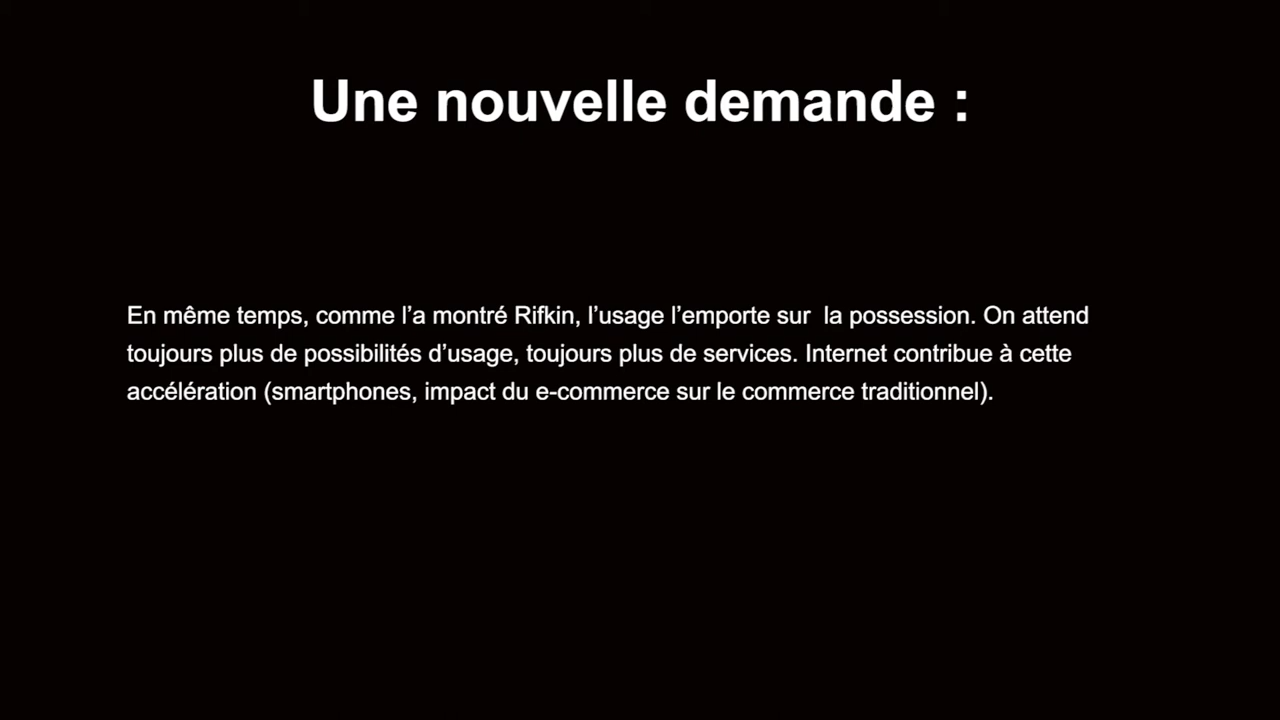 Une nouvelle demande :
En même temps, comme l’a montré Rifkin, l’usage l’emporte sur  la possession. On attend
toujours plus de possibilités d’usage, toujours plus de services. Internet contribue à cette
accélération (smartphones, impact du e-commerce sur le commerce traditionnel).